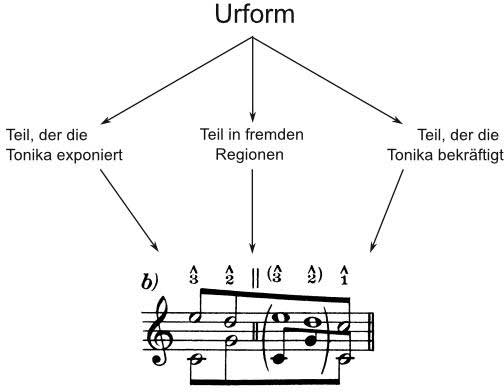 Urform
Teil, der die
Tonika exponiert
Teil in fremden
Regionen
Teil, der die
Tonika bekräftigt
b) 3̂ 2̂ || (3̂ 2̂) 1̂